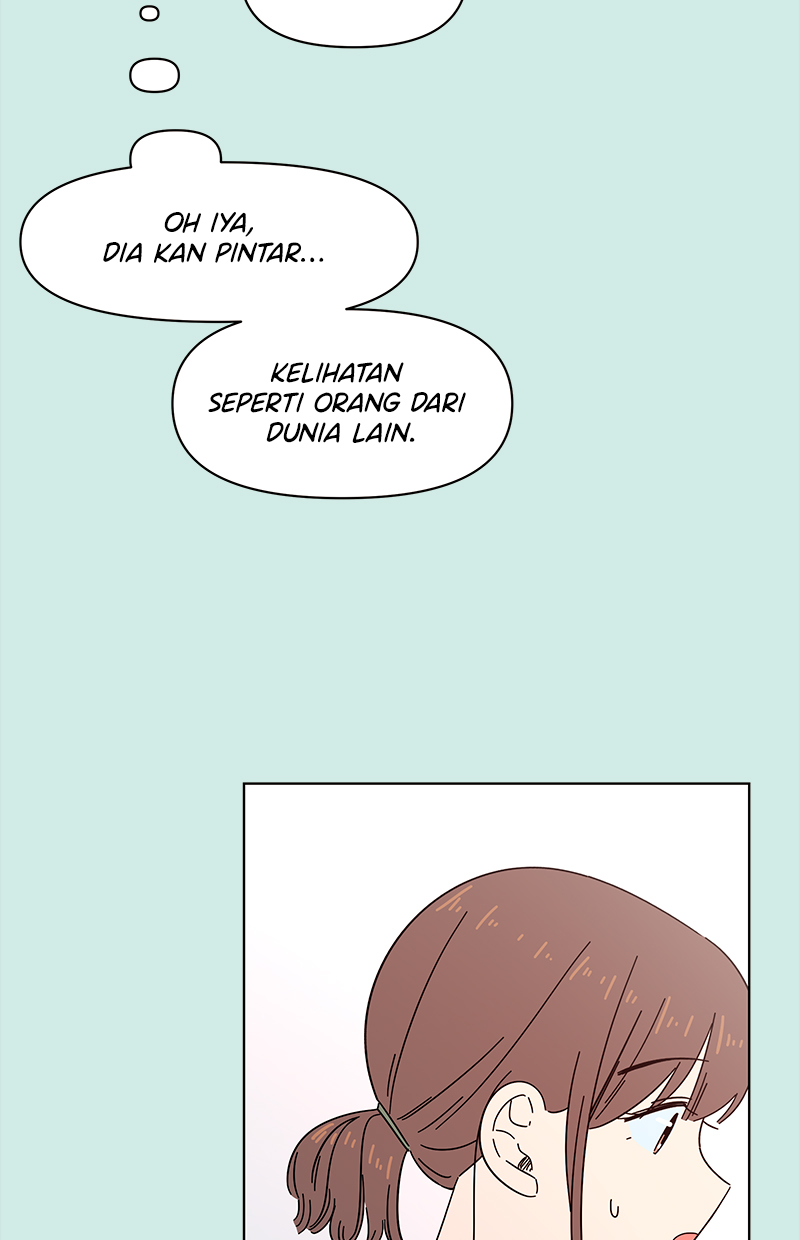 OH IYA,
DIA KAN PINTAR...
KELIHATAN
SEPERTI ORANG DARI
DUNIA LAIN.